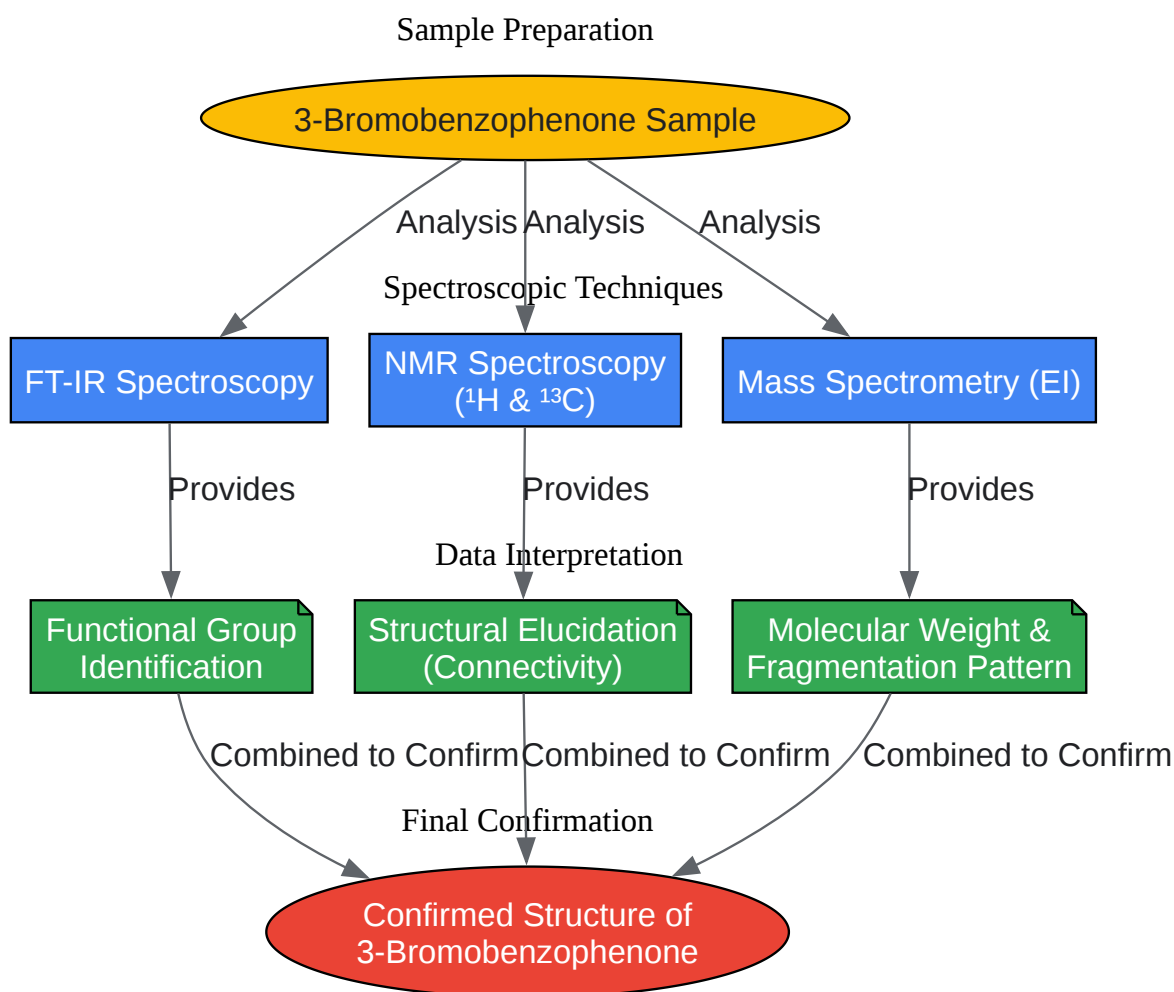 Sample Preparation
3-Bromobenzophenone Sample
Analysis
Analysis
Analysis
Spectroscopic Techniques
FT-IR Spectroscopy
NMR Spectroscopy
(¹H & ¹³C)
Mass Spectrometry (EI)
Provides
Provides
Provides
Data Interpretation
Functional Group
Identification
Structural Elucidation
(Connectivity)
Molecular Weight &
Fragmentation Pattern
Combined to Confirm
Combined to Confirm
Combined to Confirm
Final Confirmation
Confirmed Structure of
3-Bromobenzophenone